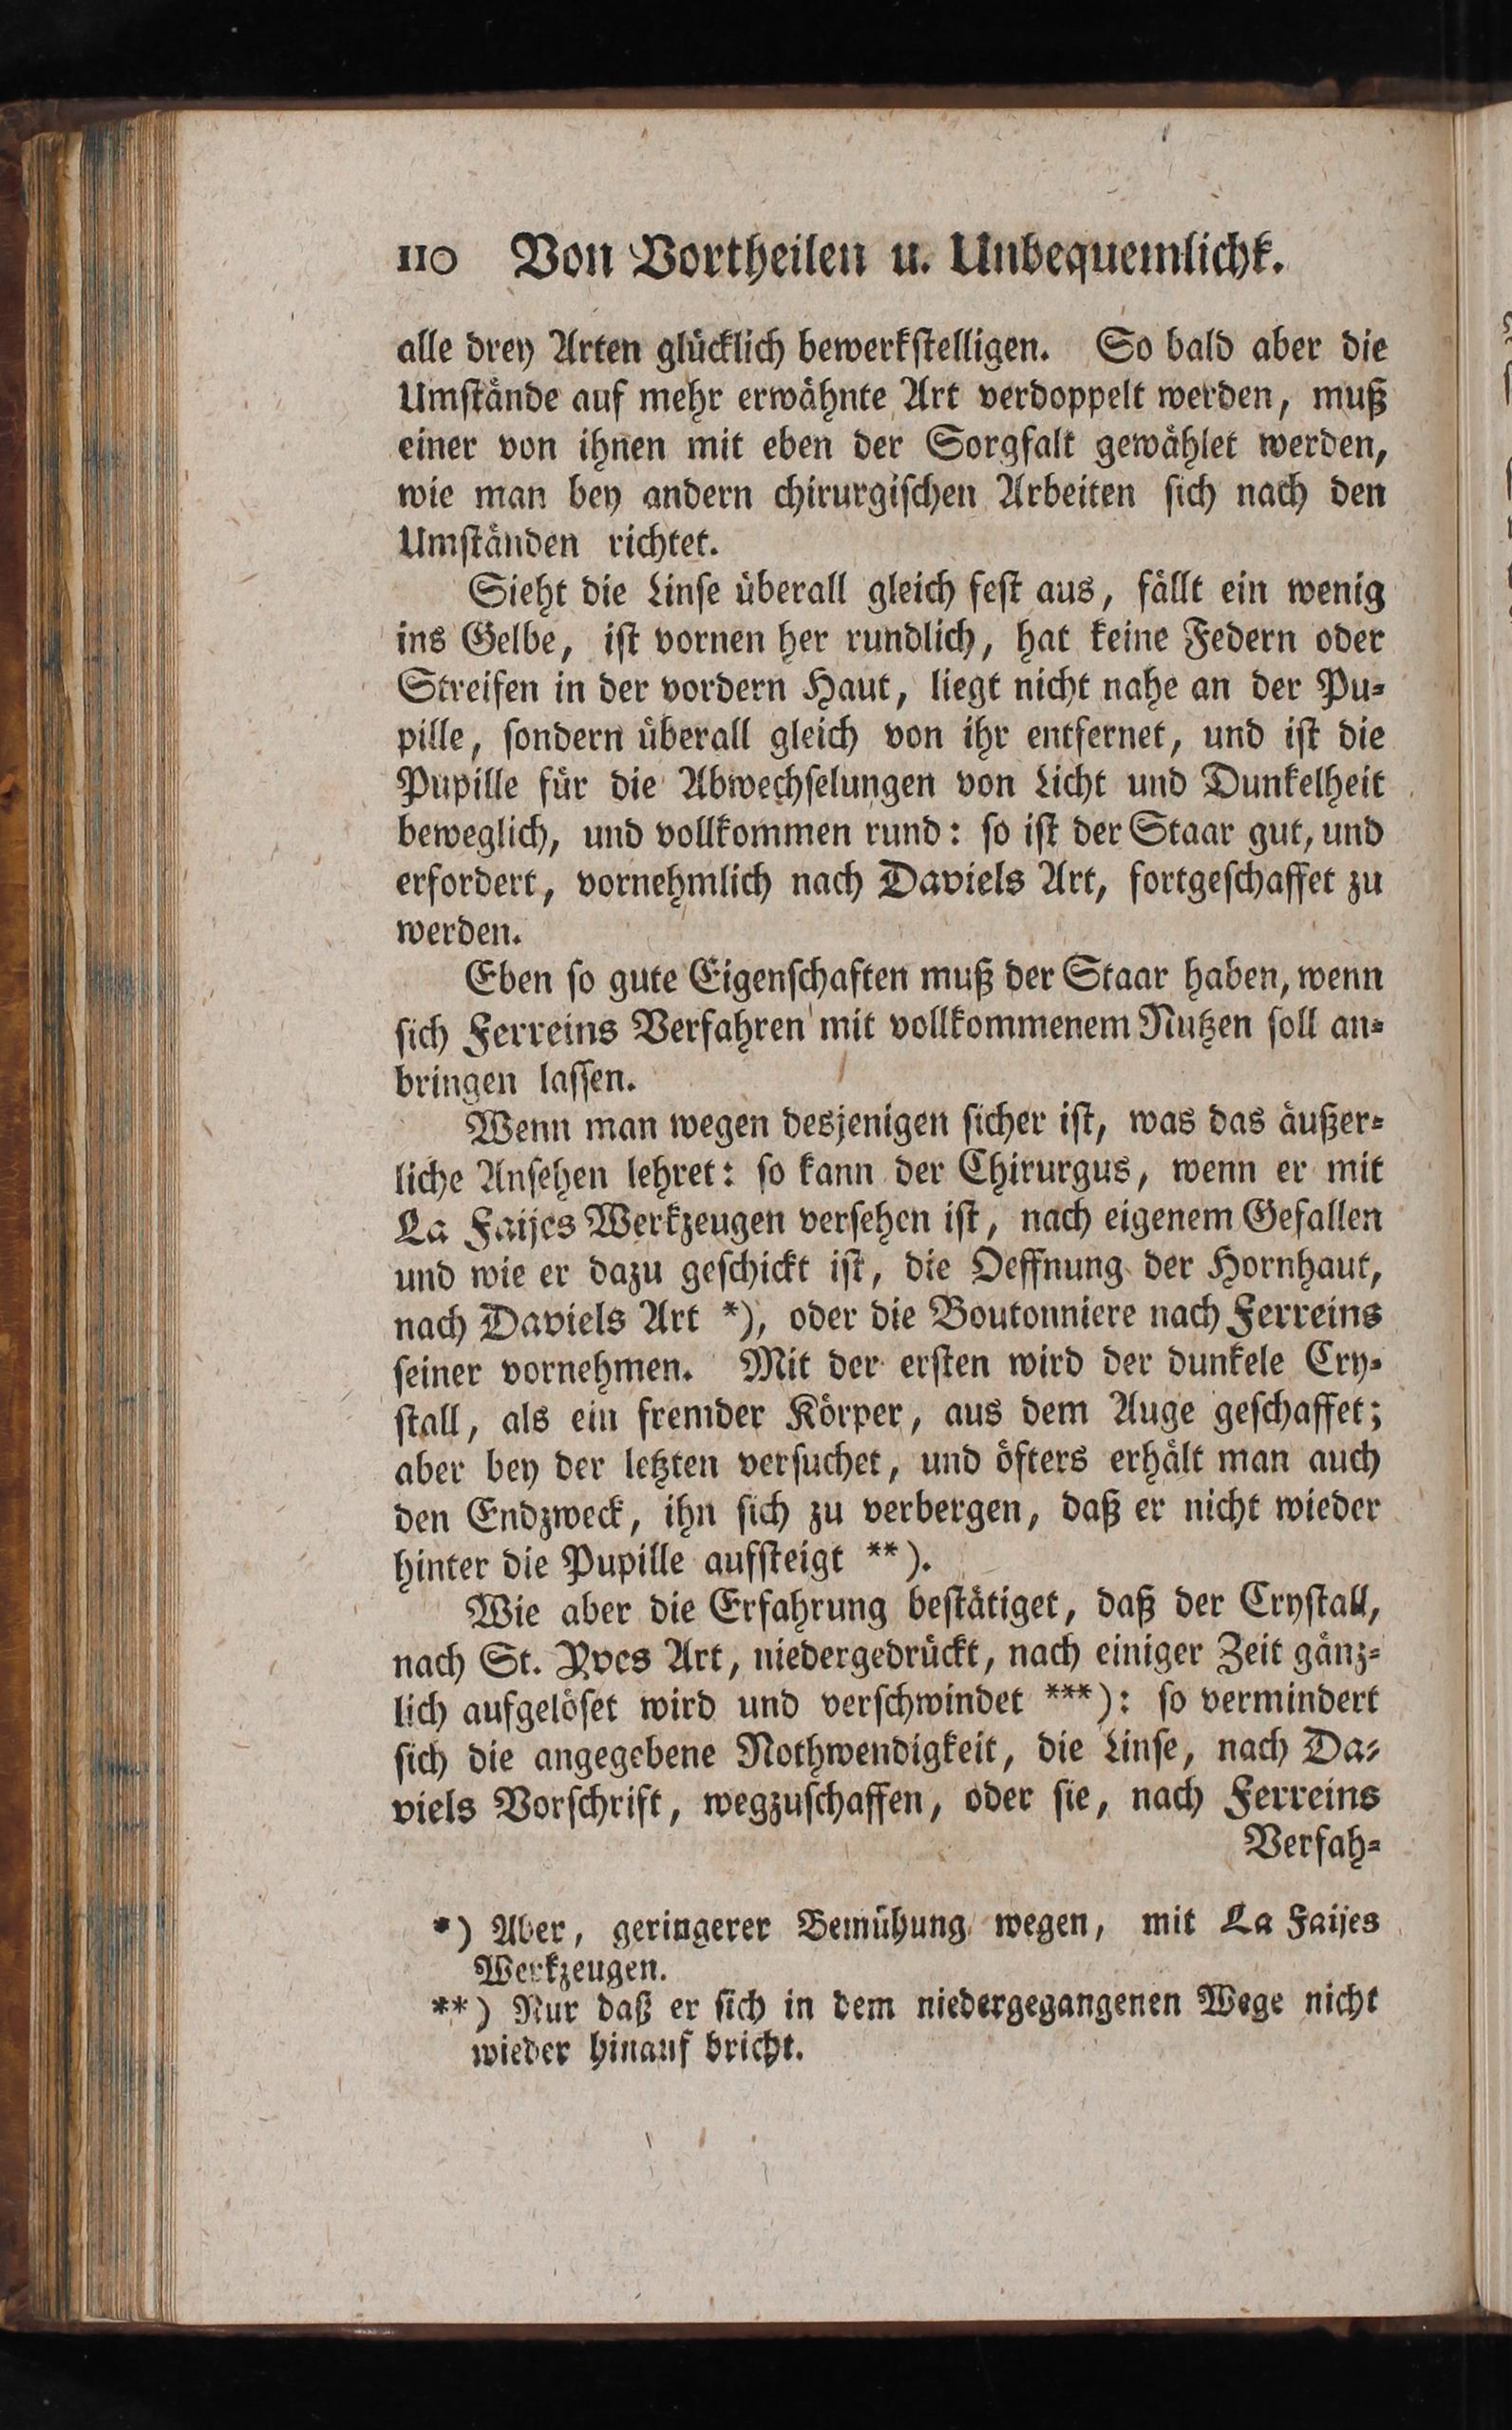 110 Von Vortheilen u. Unbequemlichk.
alle drey Arten glücklich bewerkſtelligen. So bald aber die
Umſtände auf mehr erwähnte Art verdoppelt werden, muß
einer von ihnen mit eben der Sorgfalt gewählet werden,
wie man bey andern chirurgiſchen Arbeiten ſich nach den
Umſtänden richtet.
Sieht die Linſe überall gleich feſt aus, fällt ein wenig
ins Gelbe, iſt vornen her rundlich, hat keine Federn oder
Streifen in der vordern Haut, liegt nicht nahe an der Pu-
pille, ſondern überall gleich von ihr entfernet, und iſt die
Pupille für die Abwechſelungen von Licht und Dunkelheit
beweglich, und vollkommen rund: ſo iſt der Staar gut, und
erfordert, vornehmlich nach Daviels Art, fortgeſchaffet zu
werden.
Eben ſo gute Eigenſchaften muß der Staar haben, wenn
ſich Ferreins Verfahren mit vollkommenem Nutzen ſoll an-
bringen laſſen.
Wenn man wegen desjenigen ſicher iſt, was das äußer-
liche Anſehen lehret: ſo kann der Chirurgus, wenn er mit
La Faijes Werkzeugen verſehen iſt, nach eigenem Gefallen
und wie er dazu geſchickt iſt, die Oeffnung der Hornhaut,
nach Daviels Art *), oder die Boutonniere nach Ferreins
ſeiner vornehmen. Mit der erſten wird der dunkele Cry-
ſtall, als ein fremder Körper, aus dem Auge geſchaffet;
aber bey der letzten verſuchet, und öfters erhält man auch
den Endzweck, ihn ſich zu verbergen, daß er nicht wieder
hinter die Pupille aufſteigt **).
Wie aber die Erfahrung beſtätiget, daß der Cryſtall,
nach St. Yves Art, niedergedrückt, nach einiger Zeit gänz-
lich aufgelöſet wird und verſchwindet ***): ſo vermindert
ſich die angegebene Nothwendigkeit, die Linſe, nach Da-
viels Vorſchrift, wegzuſchaffen, oder ſie, nach Ferreins
Verfah-
*) Aber, geringerer Bemühung wegen, mit La Faijes
Werkzeugen.
**) Nur daß er ſich in dem niedergegangenen Wege nicht
wieder hinauf bricht.